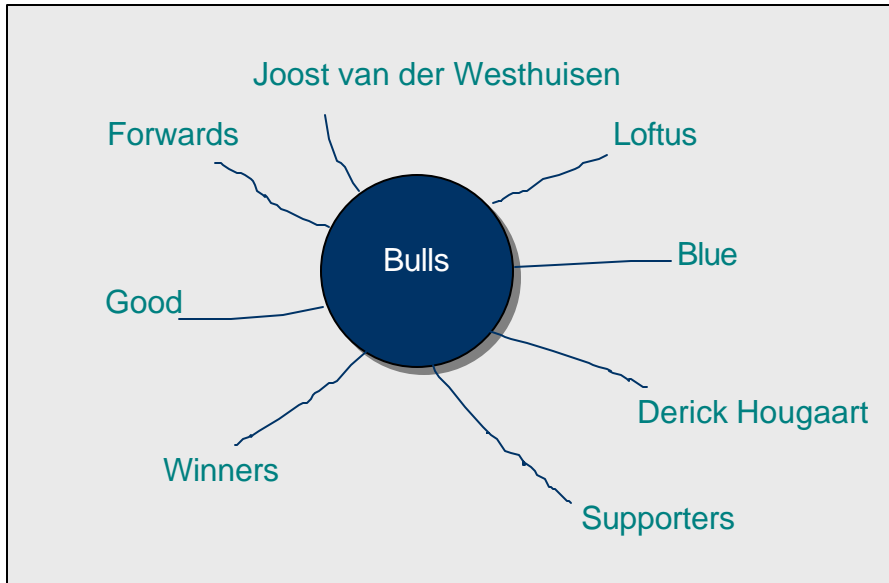 Joost van der Westhuisen
Forwards
Loftus
Bulls
Blue
Good
Derick Hougaart
Winners
Supporters